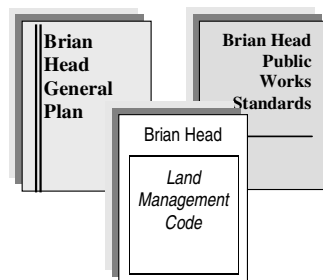 Brian
Head
General
Plan
Brian Head
Public
Works
Standards
Brian Head
Land
Management
Code